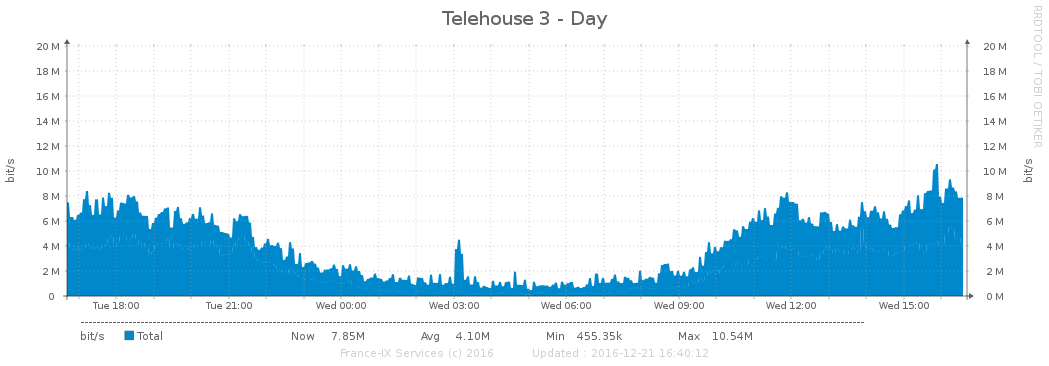 Telehouse 3 - Day
RRDTOOL / TOBI OETIKER
20 M 20 M
18 M 18 M
16 M 16 M
14 M 14 M
12 M 12 M
10 M 10 M
8 M 8 M
6 M 6 M
4 M 4 M
2 M 2 M
0 0 M
bit/s bit/s
Tue 18:00 Tue 21:00 Wed 00:00 Wed 03:00 Wed 06:00 Wed 09:00 Wed 12:00 Wed 15:00
bit/s Total Now 7.85M Avg 4.10M Min 455.35k Max 10.54M
France-IX Services (c) 2016 Updated : 2016-12-21 16:40:12